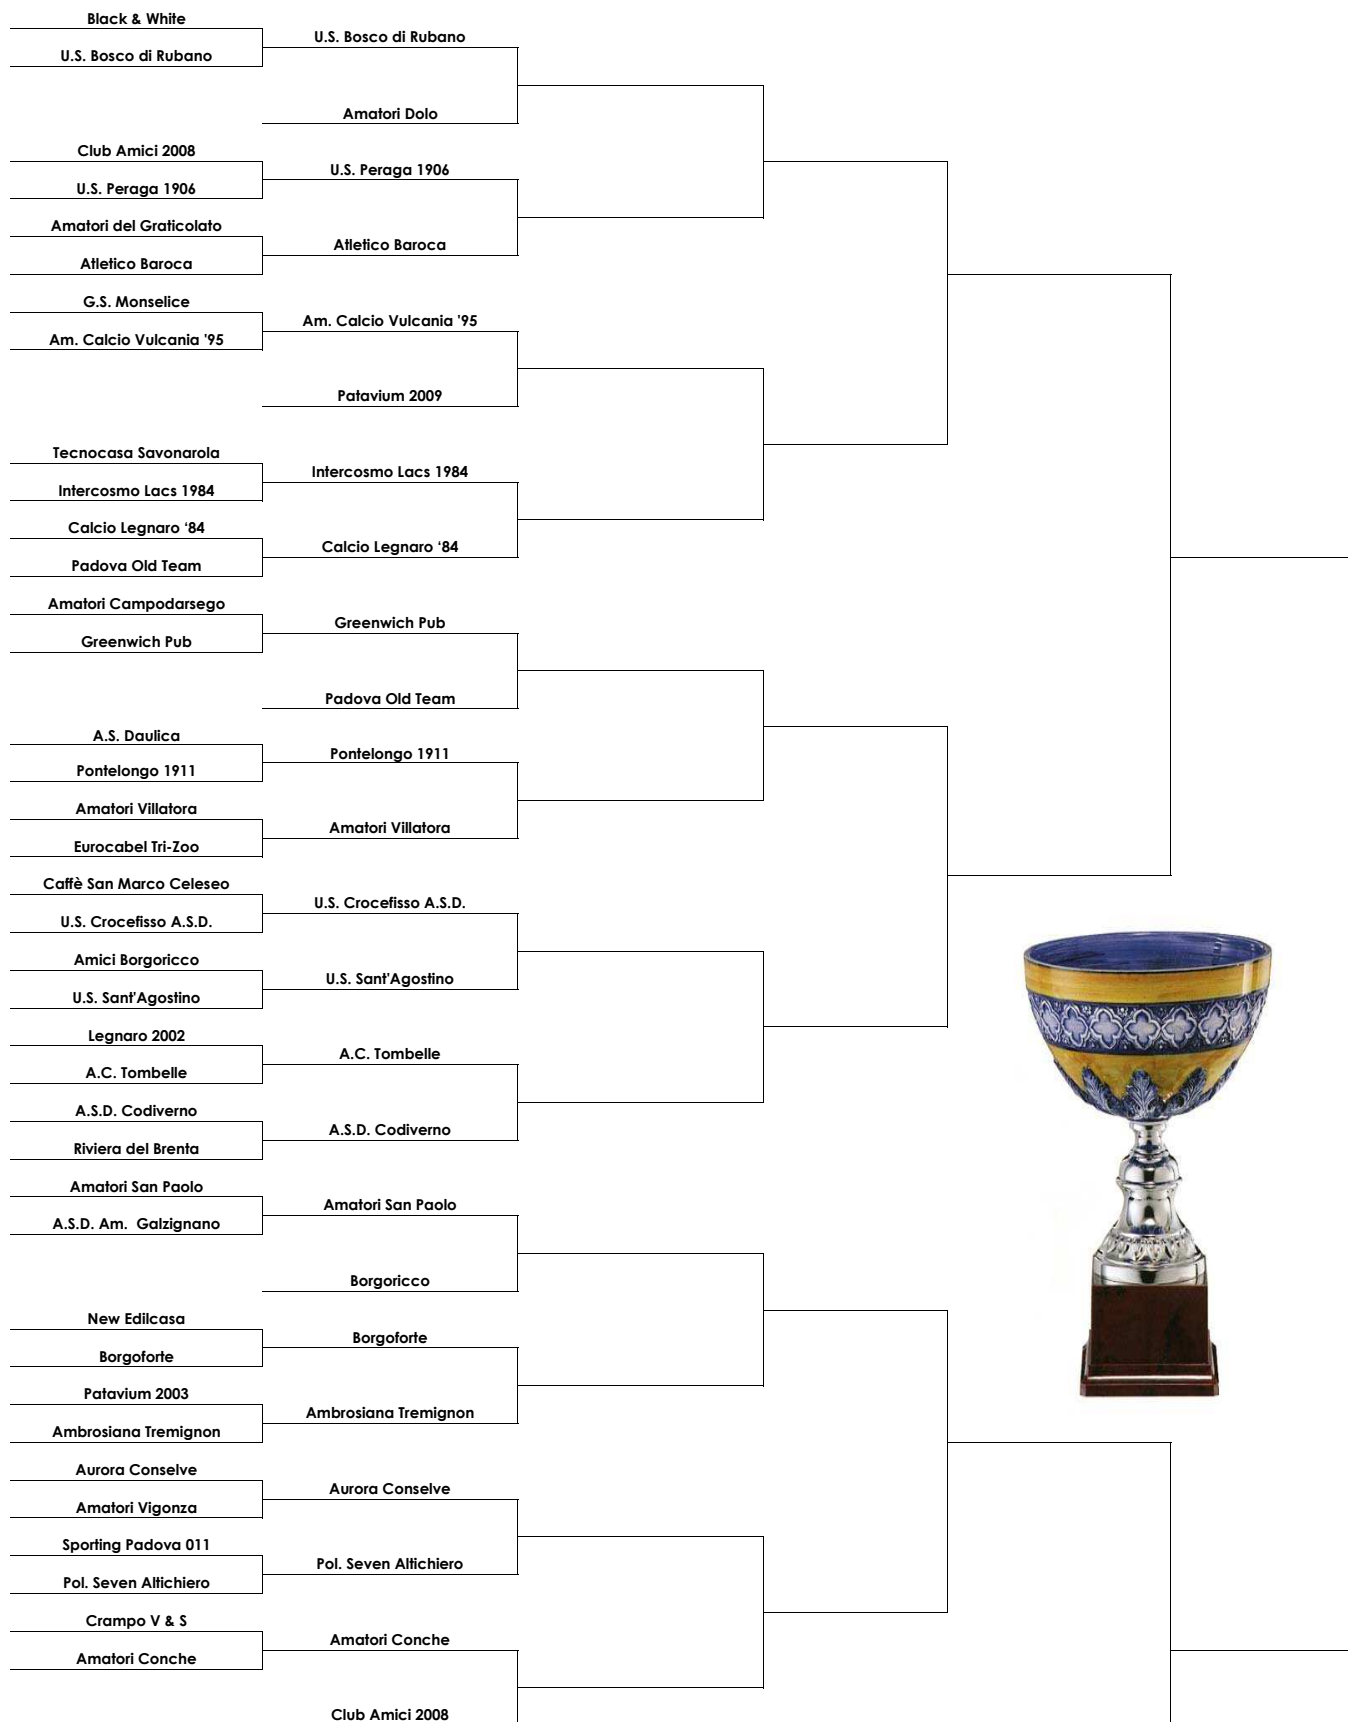 Black & White
U.S. Bosco di Rubano
U.S. Bosco di Rubano
Amatori Dolo
Club Amici 2008
U.S. Peraga 1906
U.S. Peraga 1906
Amatori del Graticolato
Atletico Baroca
Atletico Baroca
G.S. Monselice
Am. Calcio Vulcania '95
Am. Calcio Vulcania '95
Patavium 2009
Tecnocasa Savonarola
Intercosmo Lacs 1984
Intercosmo Lacs 1984
Calcio Legnaro ‘84
Calcio Legnaro ‘84
Padova Old Team
Amatori Campodarsego
Greenwich Pub
Greenwich Pub
Padova Old Team
A.S. Daulica
Pontelongo 1911
Pontelongo 1911
Amatori Villatora
Amatori Villatora
Eurocabel Tri-Zoo
Caffè San Marco Celeseo
U.S. Crocefisso A.S.D.
U.S. Crocefisso A.S.D.
Amici Borgoricco
U.S. Sant'Agostino
U.S. Sant'Agostino
Legnaro 2002
A.C. Tombelle
A.C. Tombelle
A.S.D. Codiverno
A.S.D. Codiverno
Riviera del Brenta
Amatori San Paolo
Amatori San Paolo
A.S.D. Am.  Galzignano
Borgoricco
New Edilcasa
Borgoforte
Borgoforte
Patavium 2003
Ambrosiana Tremignon
Ambrosiana Tremignon
Aurora Conselve
Aurora Conselve
Amatori Vigonza
Sporting Padova 011
Pol. Seven Altichiero
Pol. Seven Altichiero
Crampo V & S
Amatori Conche
Amatori Conche
Club Amici 2008